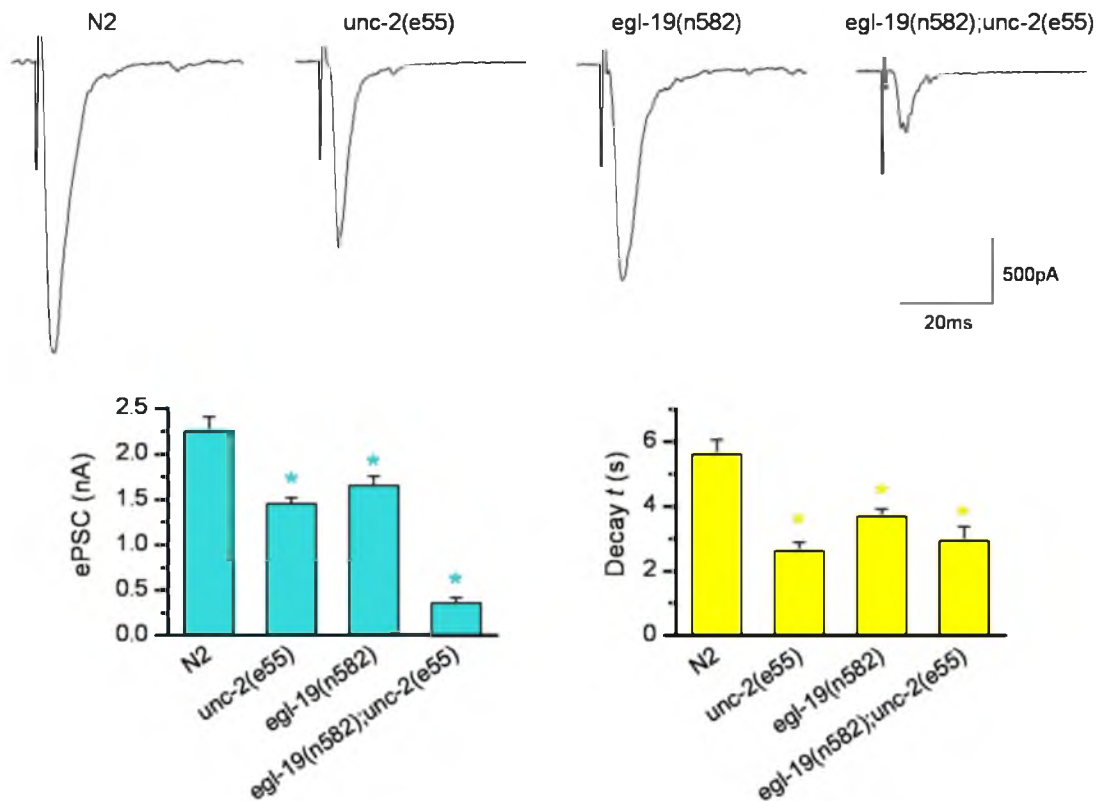 N2
unc-2(e55)
egl-19(n582)
egl-19(n582);unc-2(e55)
500pA
20ms
ePSC (nA)
2.5
2.0
1.5
1.0
0.5
0.0
*
*
*
N2
unc-2(e55)
egl-19(n582)
egl-19(n582);unc-2(e55)
Decay t (s)
6
4
2
0
*
*
*
N2
unc-2(e55)
egl-19(n582)
egl-19(n582);unc-2(e55)